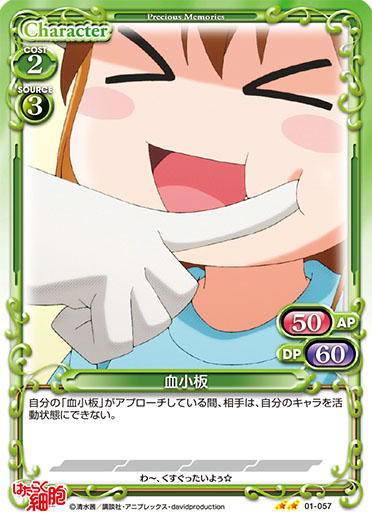 Precious Memories
Character
COST
2
SOURCE
3
50 AP
DP 60
血小板
自分の「血小板」がアプローチしている間、相手は、自分のキャラを活
動状態にできない。
わ〜、くすぐったいよぅ☆
はたらく
細胞
©清水茜/講談社・アニプレックス・davidproduction
01-057